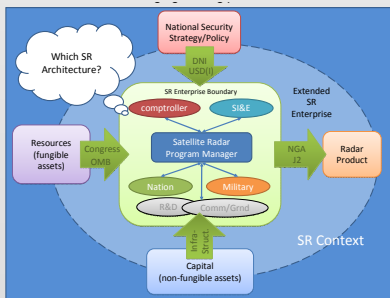 National Security
Strategy/Policy
Which SR
Architecture?
DNI
USD(I)
SR Enterprise Boundary
Extended
SR
Enterprise
comptroller
SI&E
Resources
(fungible
assets)
Congress
OMB
Satellite Radar
Program Manager
NGA
J2
Radar
Product
Nation
Military
R&D
Comm/Grnd
Infra-
Struct.
SR Context
Capital
(non-fungible assets)